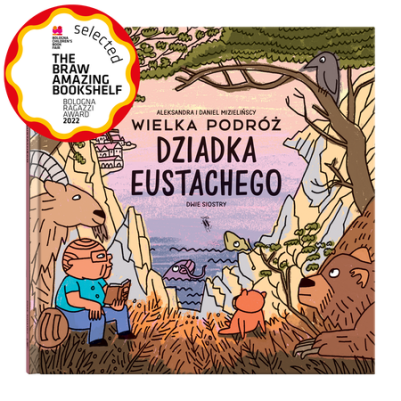 selected
BOLOGNA
CHILDREN'S
BOOK
FAIR
THE
BRAW
AMAZING
BOOKSHELF
BOLOGNA
RAGAZZI
AWARD
2022
ALEKSANDRA I DANIEL MIZIELIŃSCY
WIELKA PODRÓŻ
DZIADKA
EUSTACHEGO
DWIE SIOSTRY